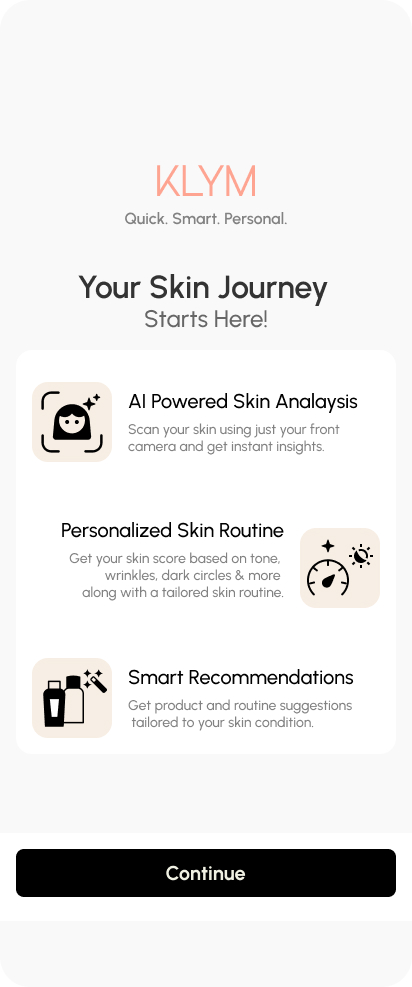 KLYM
Quick. Smart. Personal.
Your Skin Journey
Starts Here!
AI Powered Skin Analaysis
Scan your skin using just your front
camera and get instant insights.
Personalized Skin Routine
Get your skin score based on tone,
wrinkles, dark circles & more
along with a tailored skin routine.
Smart Recommendations
Get product and routine suggestions
tailored to your skin condition.
Continue